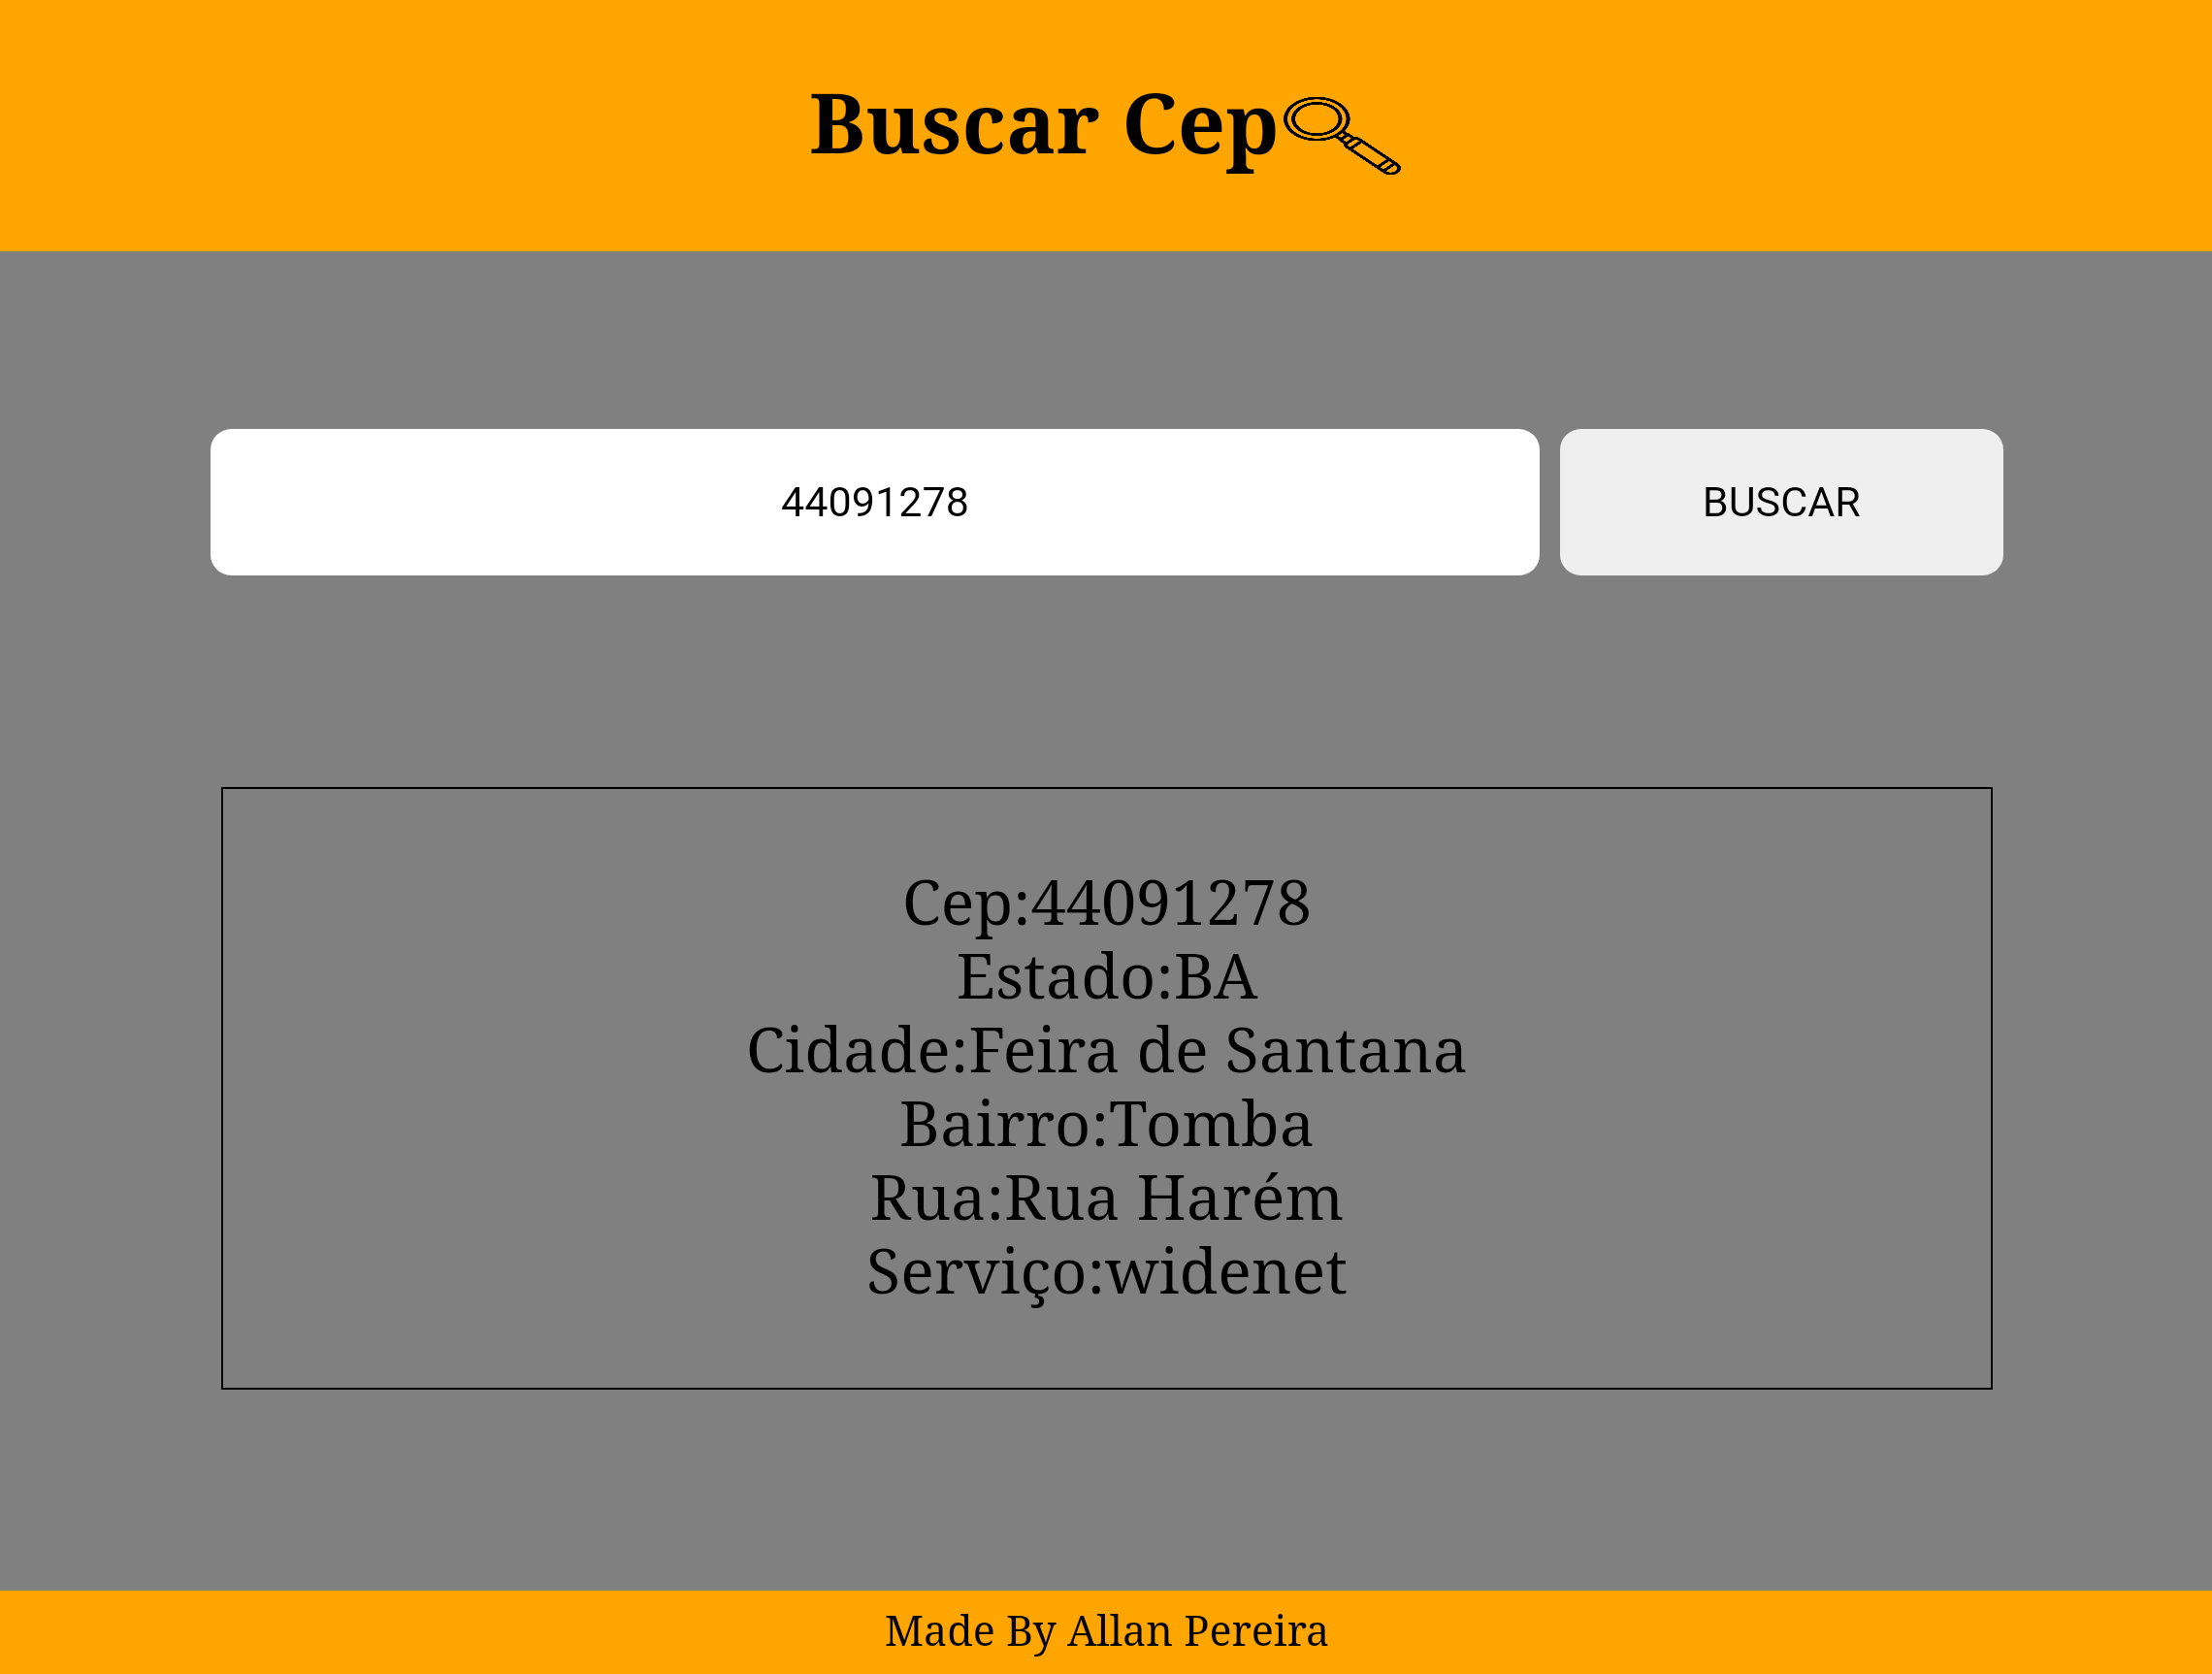 Buscar Cep
44091278
BUSCAR
Cep:44091278
Estado:BA
Cidade:Feira de Santana
Bairro:Tomba
Rua:Rua Harém
Serviço:widenet
Made By Allan Pereira